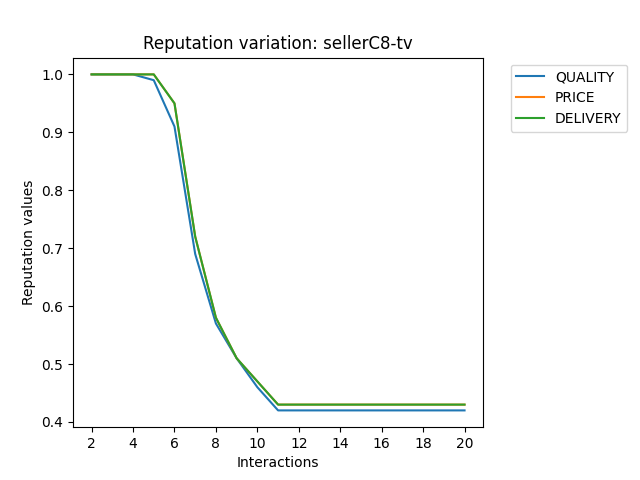 Reputation variation: sellerC8-tv
QUALITY
PRICE
DELIVERY
Reputation values
1.0
0.9
0.8
0.7
0.6
0.5
0.4
2 4 6 8 10 12 14 16 18 20
Interactions